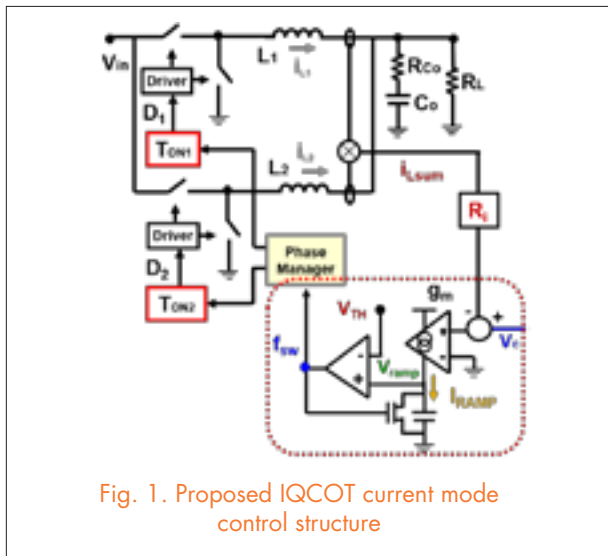 Vin
L1
iL1
RCo
RL
Driver
Co
D1
TON1
L2
iL2
iLsum
Ri
Driver
Phase
Manager
D2
TON2
gm
VTH
- +
fsw
Vc
Vramp
- +
+ -
IRAMP
Fig. 1. Proposed IQCOT current mode
control structure